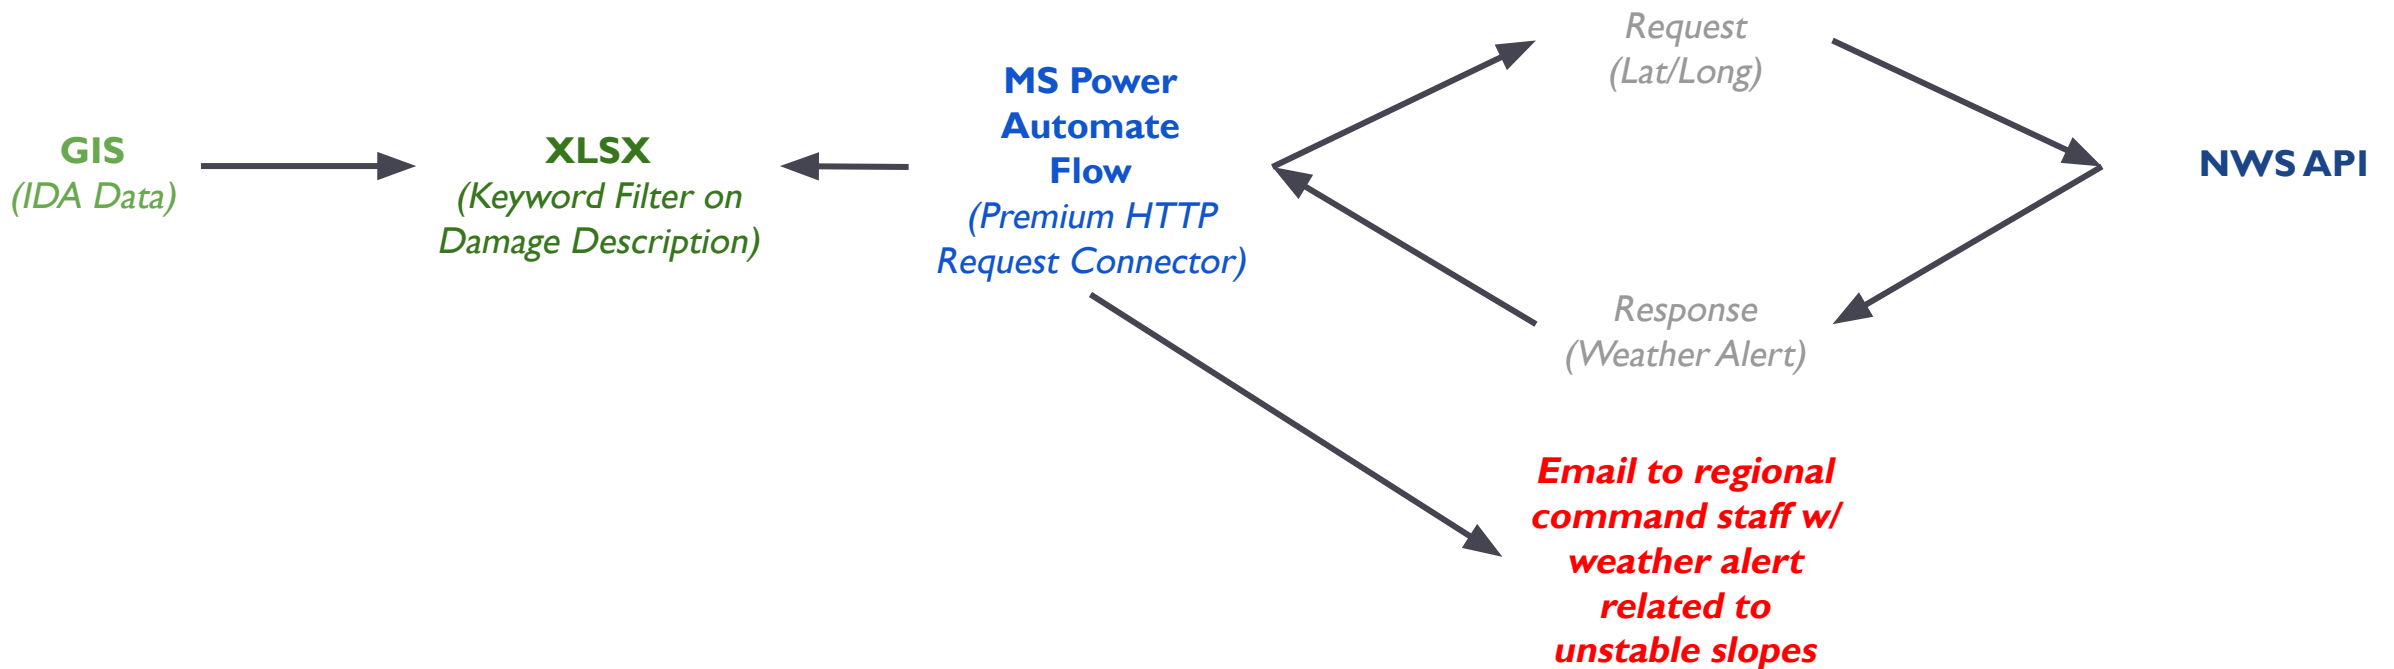 GIS
(IDA Data)
XLSX
(Keyword Filter on
Damage Description)
MS Power
Automate
Flow
(Premium HTTP
Request Connector)
Request
(Lat/Long)
NWS API
Response
(Weather Alert)
Email to regional
command staff w/
weather alert
related to
unstable slopes